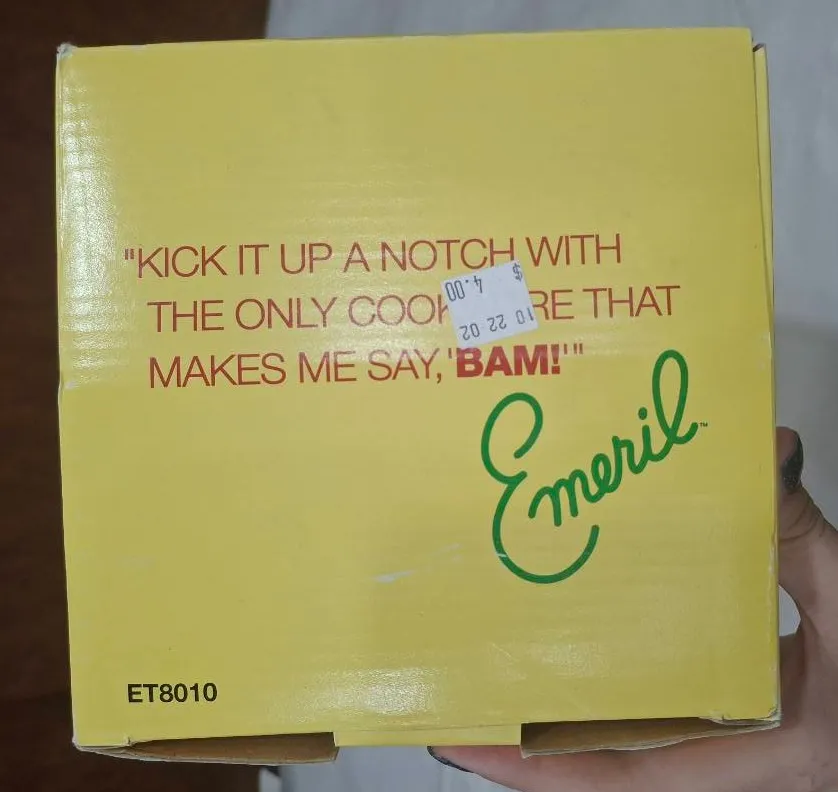 "KICK IT UP A NOTCH WITH
THE ONLY COOK RE THAT
MAKES ME SAY, 'BAM!'"
$ 4.00
10 22 02
Emeril™
ET8010